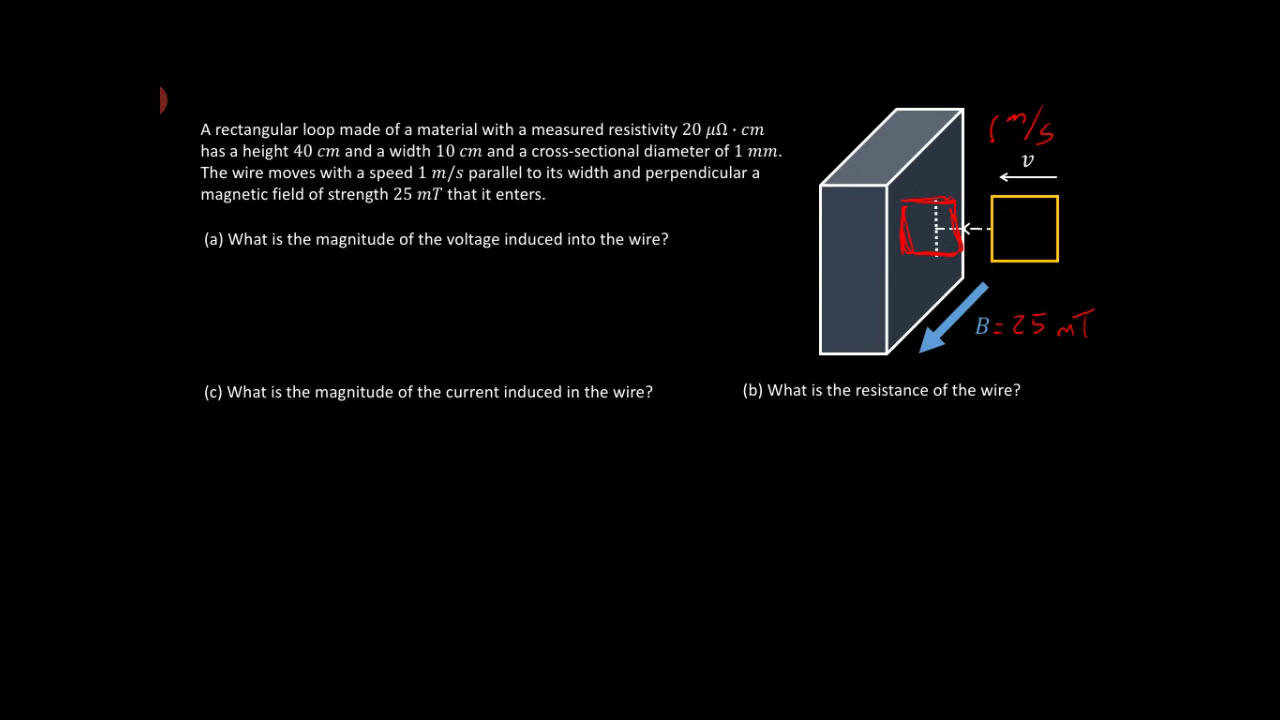 A rectangular loop made of a material with a measured resistivity 20 μΩ · cm
has a height 40 cm and a width 10 cm and a cross-sectional diameter of 1 mm.
The wire moves with a speed 1 m/s parallel to its width and perpendicular a
magnetic field of strength 25 mT that it enters.
(a) What is the magnitude of the voltage induced into the wire?
1 m/s
v
B = 25 mT
(c) What is the magnitude of the current induced in the wire?
(b) What is the resistance of the wire?